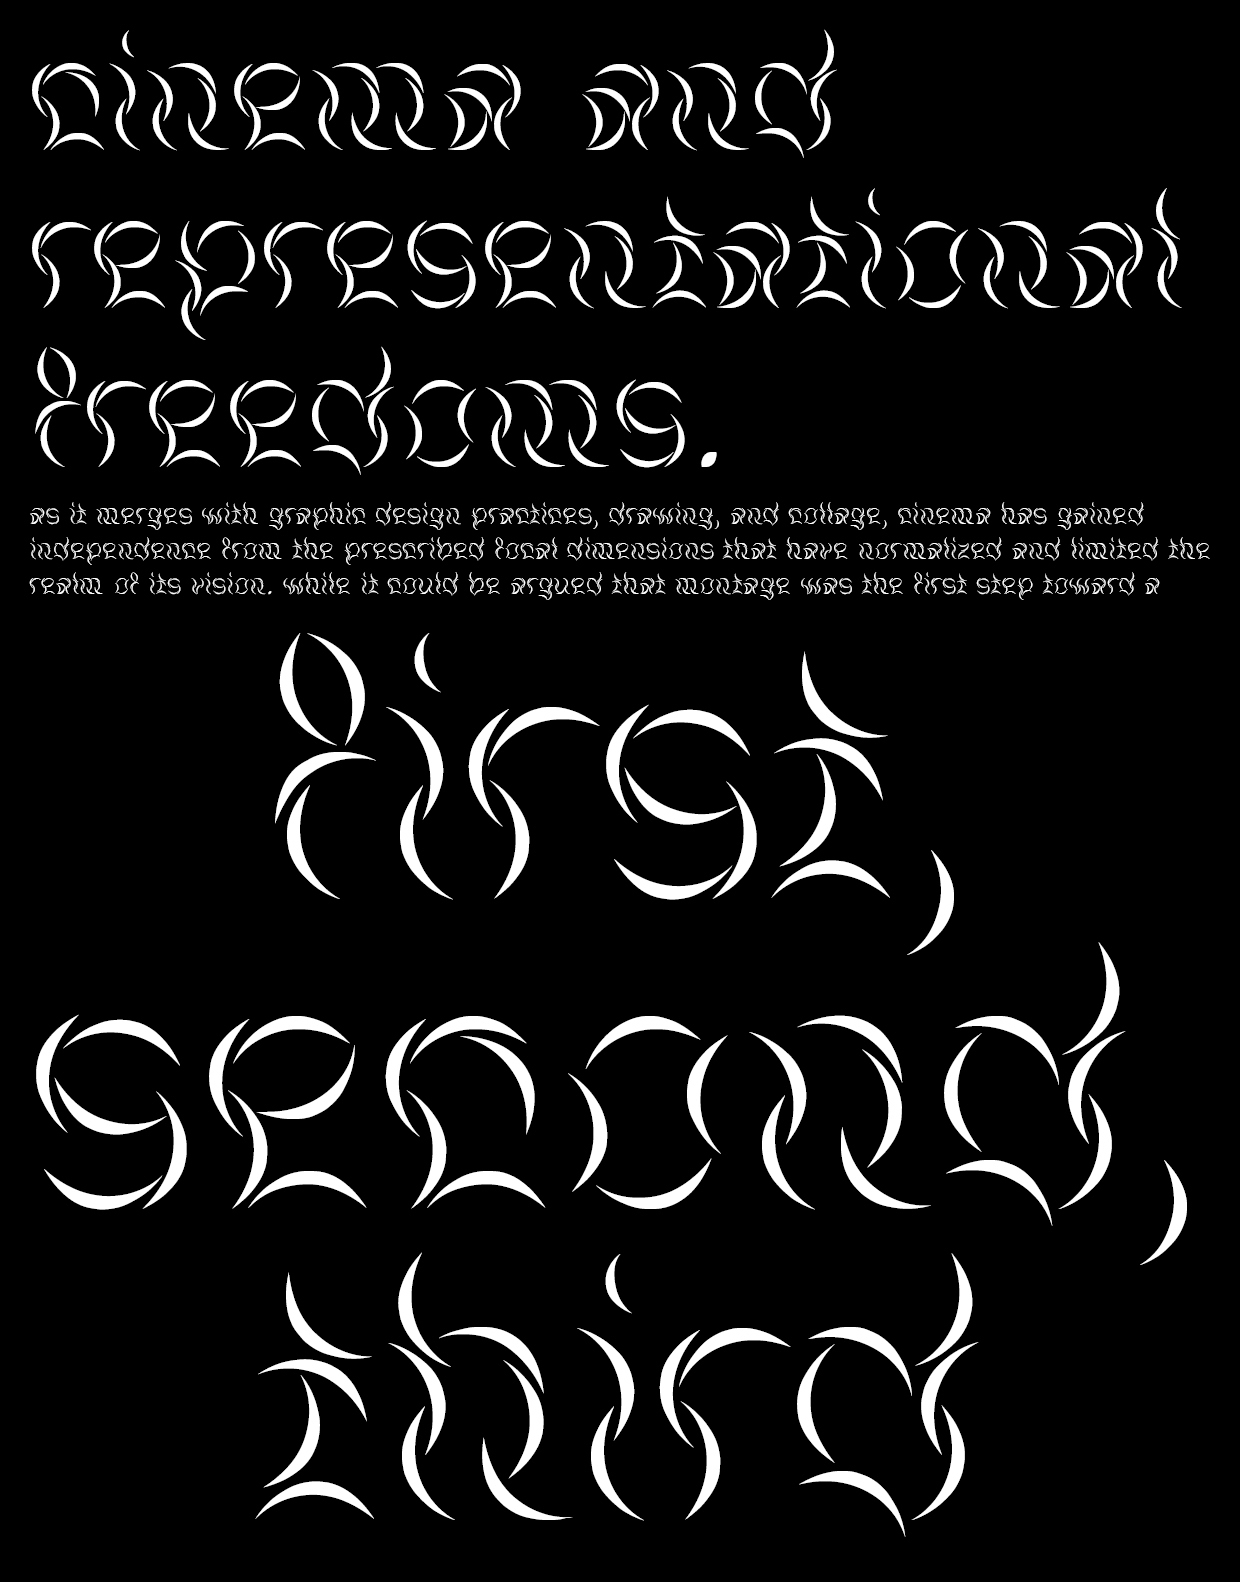 cinema and
representational
freedoms.
as it merges with graphic design practices, drawing, and collage, cinema has gained
independence from the prescribed focal dimensions that have normalized and limited the
realm of its vision. while it could be argued that montage was the first step toward a
first,
second,
third